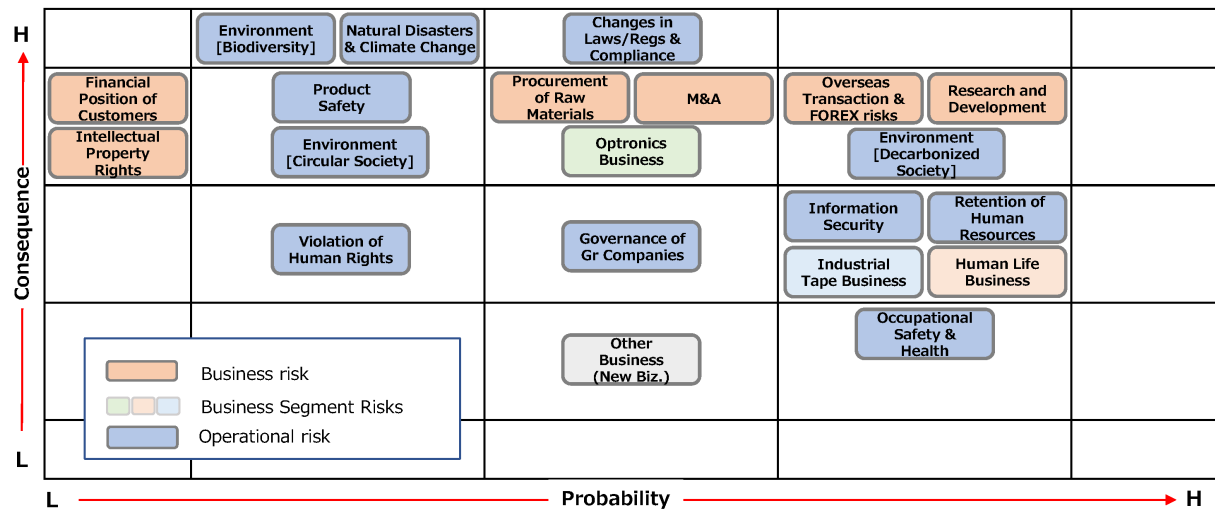 H
Environment
[Biodiversity]
Natural Disasters
& Climate Change
Changes in
Laws/Regs &
Compliance
Financial
Position of
Customers
Product
Safety
Procurement
of Raw
Materials
M&A
Overseas
Transaction &
FOREX risks
Research and
Development
Intellectual
Property
Rights
Environment
[Circular Society]
Optronics
Business
Environment
[Decarbonized
Society]
Consequence
Violation of
Human Rights
Governance of
Gr Companies
Information
Security
Retention of
Human
Resources
Industrial
Tape Business
Human Life
Business
Other
Business
(New Biz.)
Occupational
Safety &
Health
Business risk
Business Segment Risks
Operational risk
L
L
Probability
H